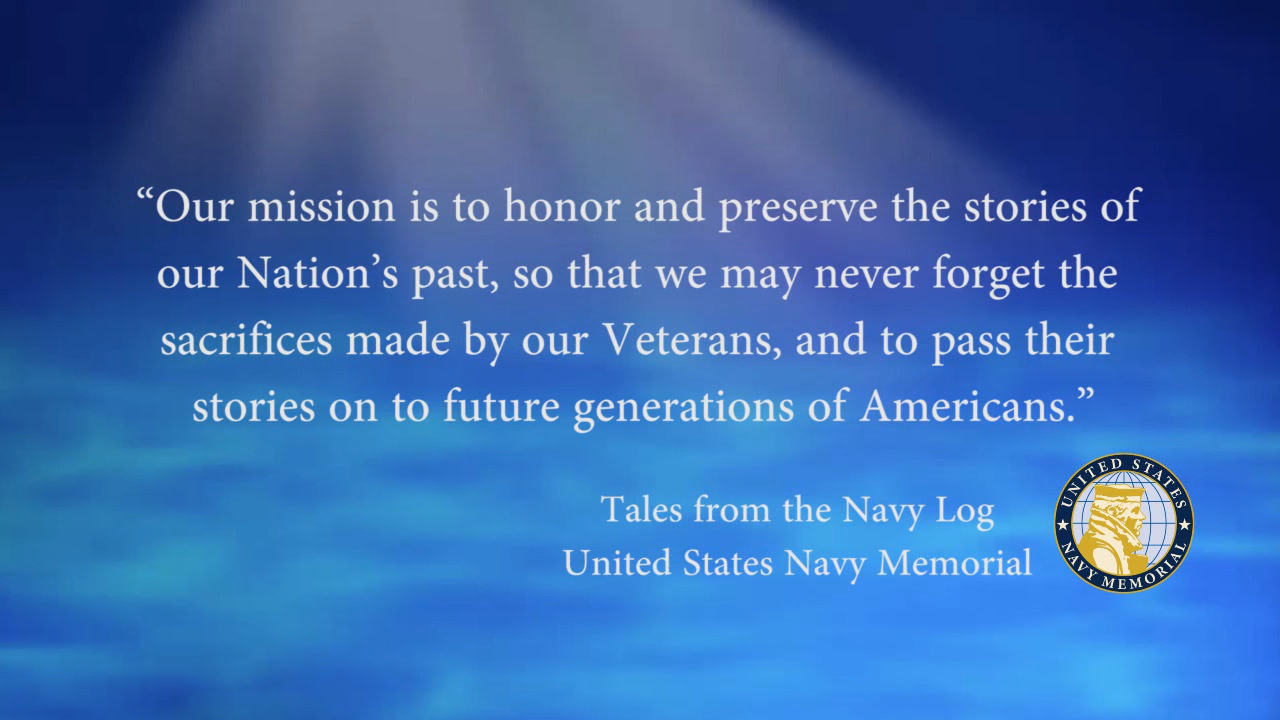 “Our mission is to honor and preserve the stories of
our Nation’s past, so that we may never forget the
sacrifices made by our Veterans, and to pass their
stories on to future generations of Americans.”
Tales from the Navy Log
United States Navy Memorial
UNITED STATES
NAVY MEMORIAL